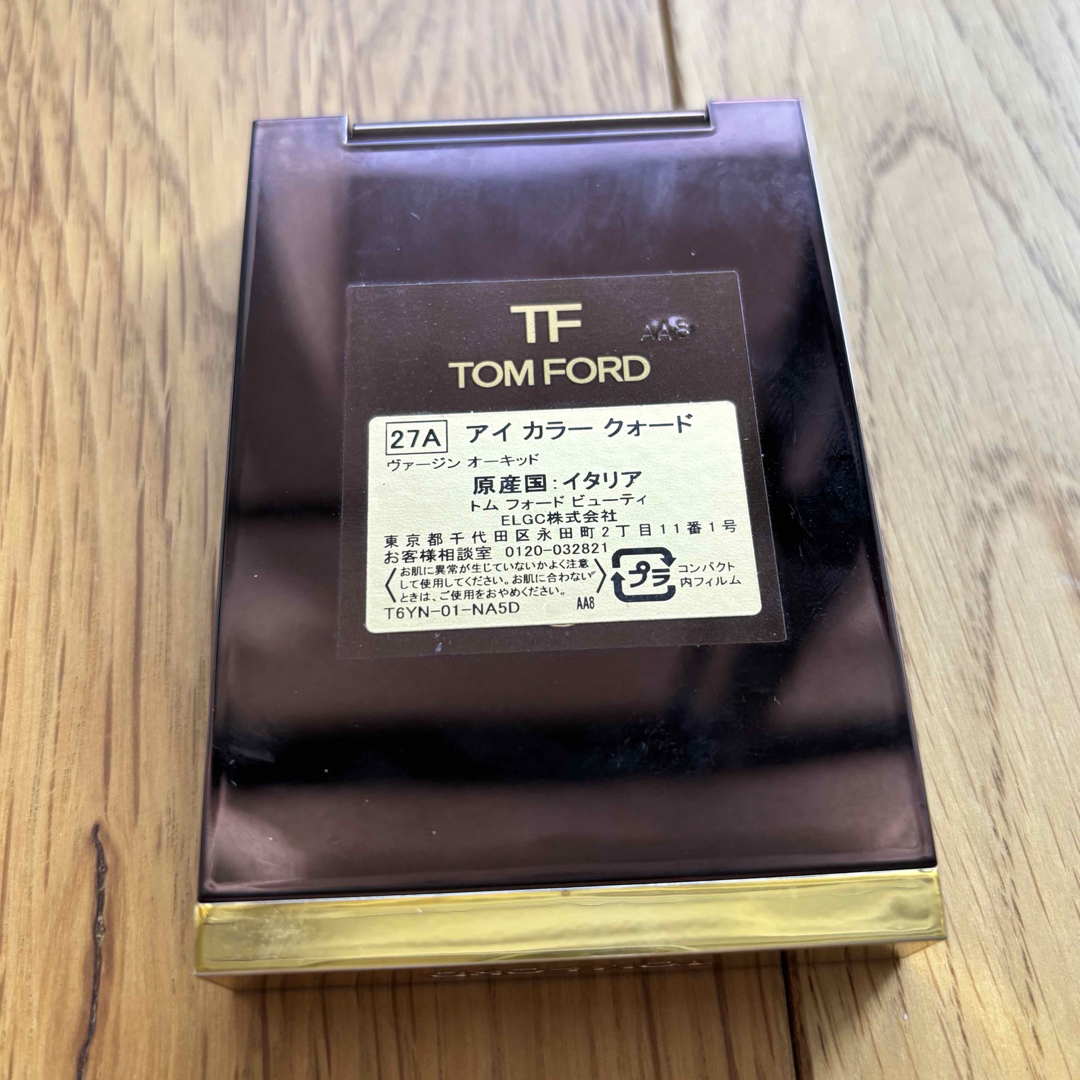 TF
AA8
TOM FORD
27A アイ カラー クォード
ヴァージン オーキッド
原産国:イタリア
トム フォード ビューティ
ELGC株式会社
東京都千代田区永田町2丁目11番1号
お客様相談室 0120-032821
お肌に異常が生じていないかよく注意
して使用してください。お肌に合わない
ときは、ご使用をおやめください。
プラ
コンパクト
内フィルム
T6YN-01-NA5D AA8
TOM FORD